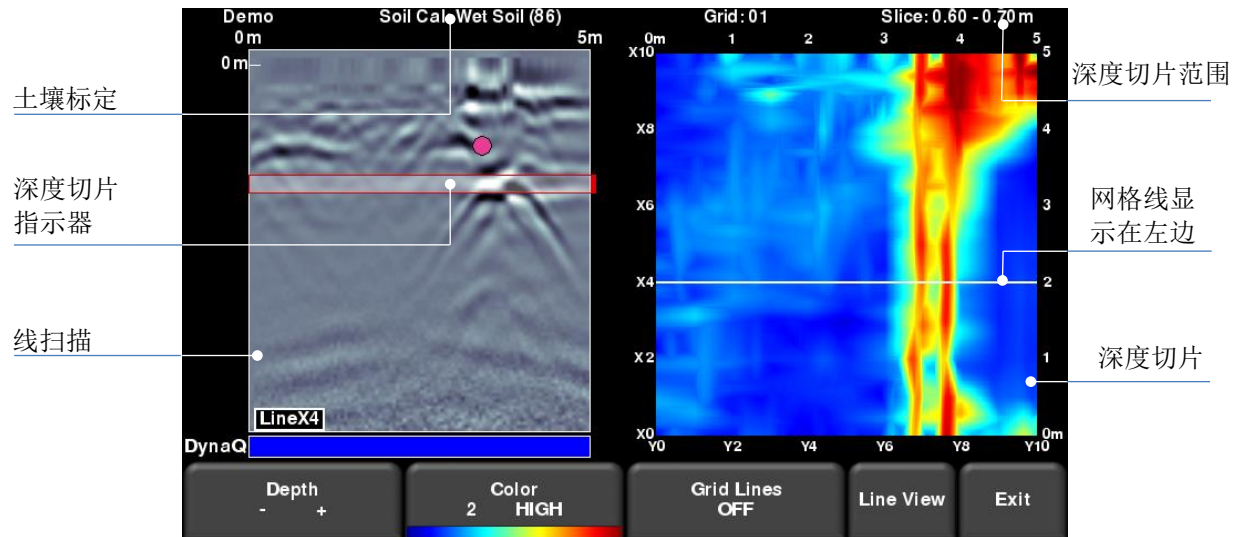 Demo
Soil Cal: Wet Soil (86)
Grid: 01
Slice: 0.60 - 0.70 m
0 m
5m
0 m
0m 1 2 3 4 5
X10
X8
X6
X4
X2
X0
5
4
3
2
1
0m
Y0 Y2 Y4 Y6 Y8 Y10
土壤标定
深度切片
指示器
线扫描
深度切片范围
网格线显
示在左边
深度切片
LineX4
DynaQ
Depth
- +
Color
2 HIGH
Grid Lines
OFF
Line View
Exit